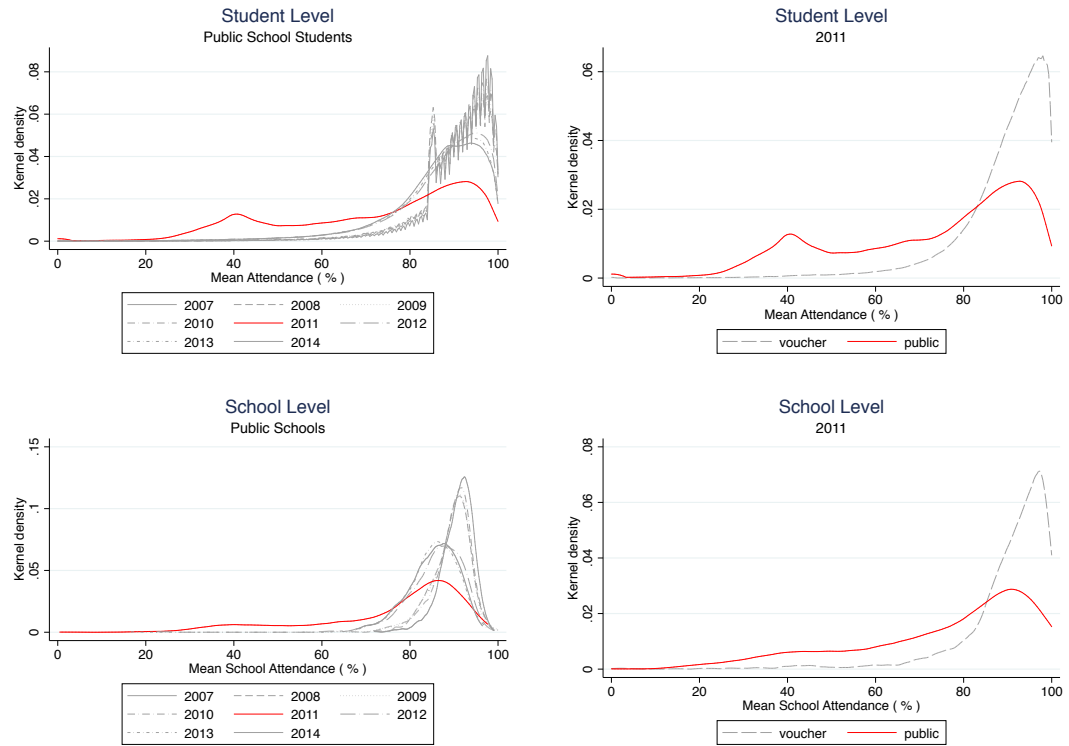 Student Level
Public School Students
Kernel density
0 .02 .04 .06 .08
0 20 40 60 80 100
Mean Attendance ( % )
2007 2008 2009
2010 2011 2012
2013 2014
Student Level
2011
Kernel density
0 .02 .04 .06
0 20 40 60 80 100
Mean Attendance ( % )
voucher public
School Level
Public Schools
Kernel density
0 .05 .1 .15
0 20 40 60 80 100
Mean School Attendance ( % )
2007 2008 2009
2010 2011 2012
2013 2014
School Level
2011
Kernel density
0 .02 .04 .06 .08
0 20 40 60 80 100
Mean School Attendance ( % )
voucher public